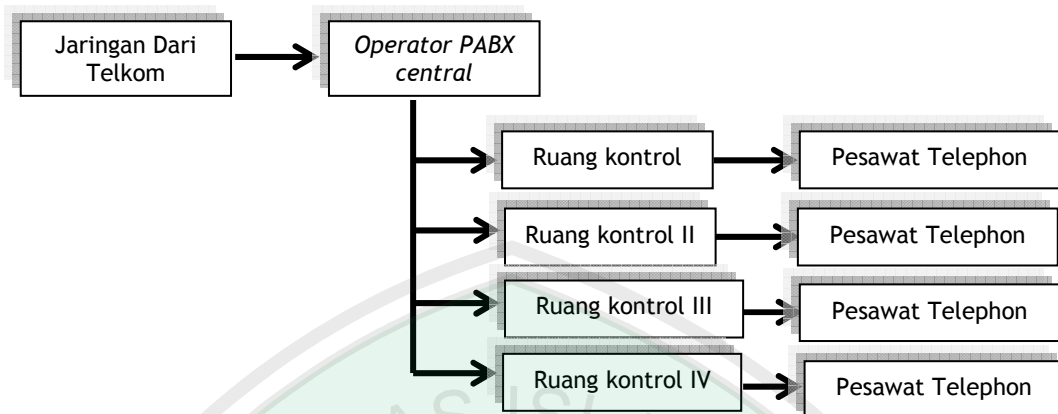 Jaringan Dari
Telkom
Operator PABX
central
Ruang kontrol
Pesawat Telephon
Ruang kontrol II
Pesawat Telephon
Ruang kontrol III
Pesawat Telephon
Ruang kontrol IV
Pesawat Telephon